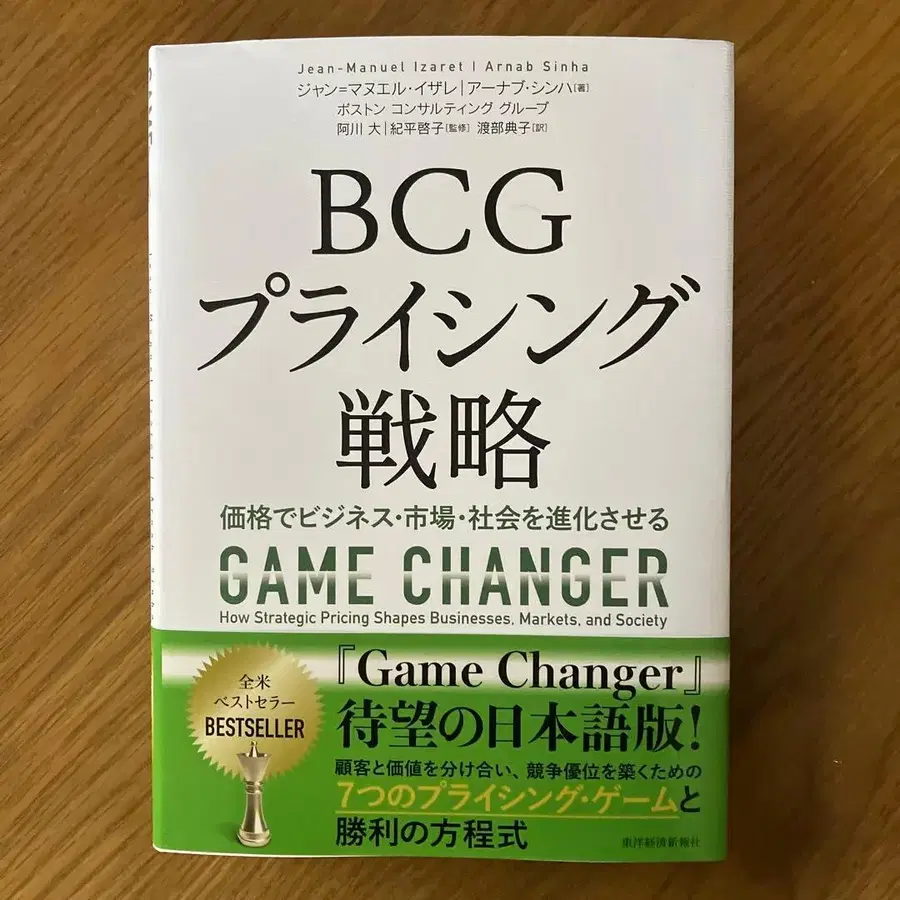 Jean-Manuel Izaret | Arnab Sinha
ジャン=マヌエル・イザレ|アーナブ・シンハ[著]
ボストン コンサルティング グループ
阿川 大|紀平啓子[監修] 渡部典子[訳]
BCG
プライシング
戦略
価格でビジネス・市場・社会を進化させる
GAME CHANGER
How Strategic Pricing Shapes Businesses, Markets, and Society
全米
ベストセラー
BESTSELLER
『Game Changer』
待望の日本語版!
顧客と価値を分け合い、競争優位を築くための
7つのプライシング・ゲームと
勝利の方程式
東洋経済新報社